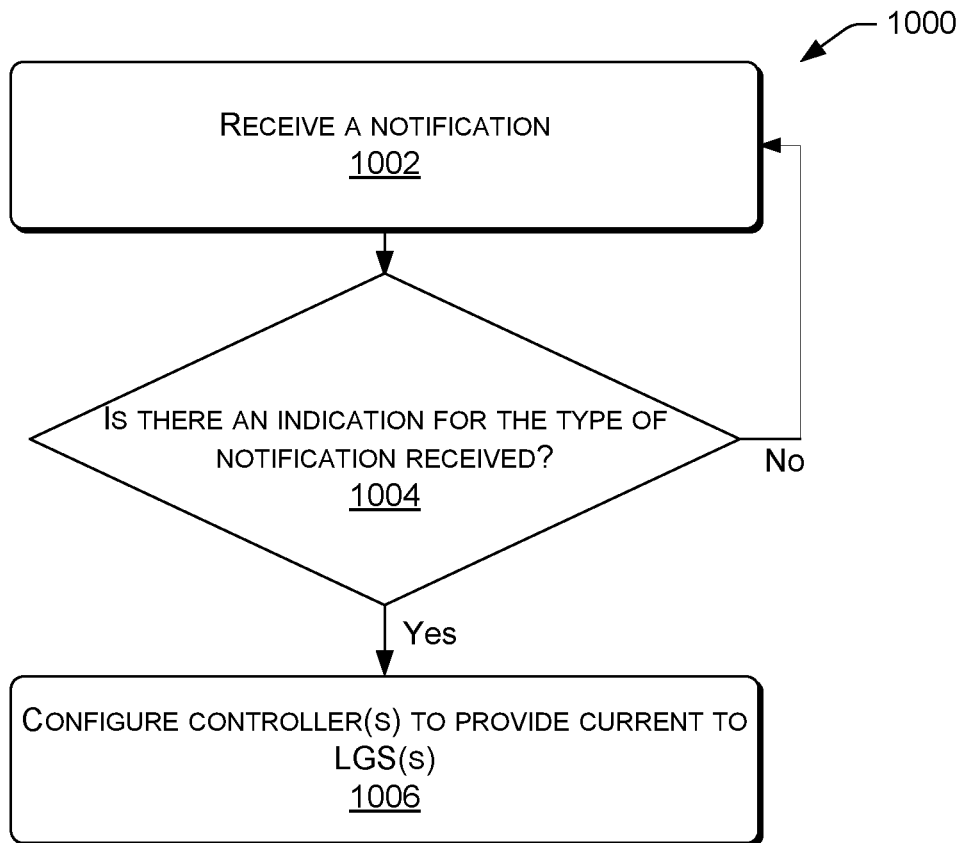 1000
RECEIVE A NOTIFICATION
1002
IS THERE AN INDICATION FOR THE TYPE OF
NOTIFICATION RECEIVED?
1004
No
Yes
CONFIGURE CONTROLLER(S) TO PROVIDE CURRENT TO
LGS(S)
1006